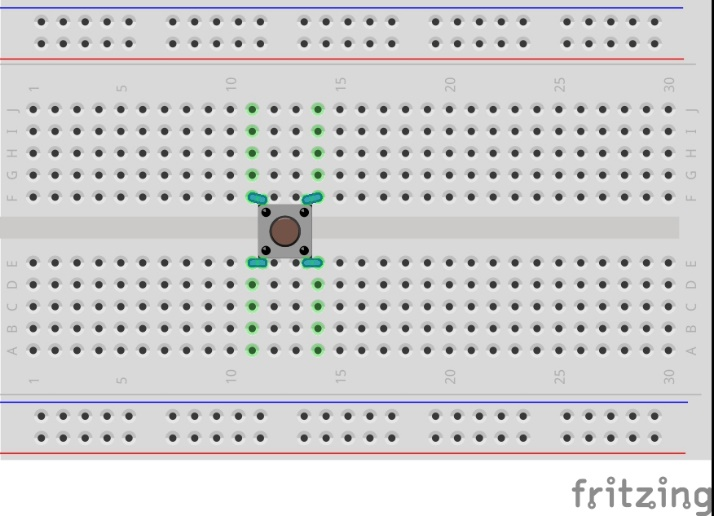 1 5 10 15 20 25 30
J J
I I
H H
G G
F F
E E
D D
C C
B B
A A
1 5 10 15 20 25 30
fritzing